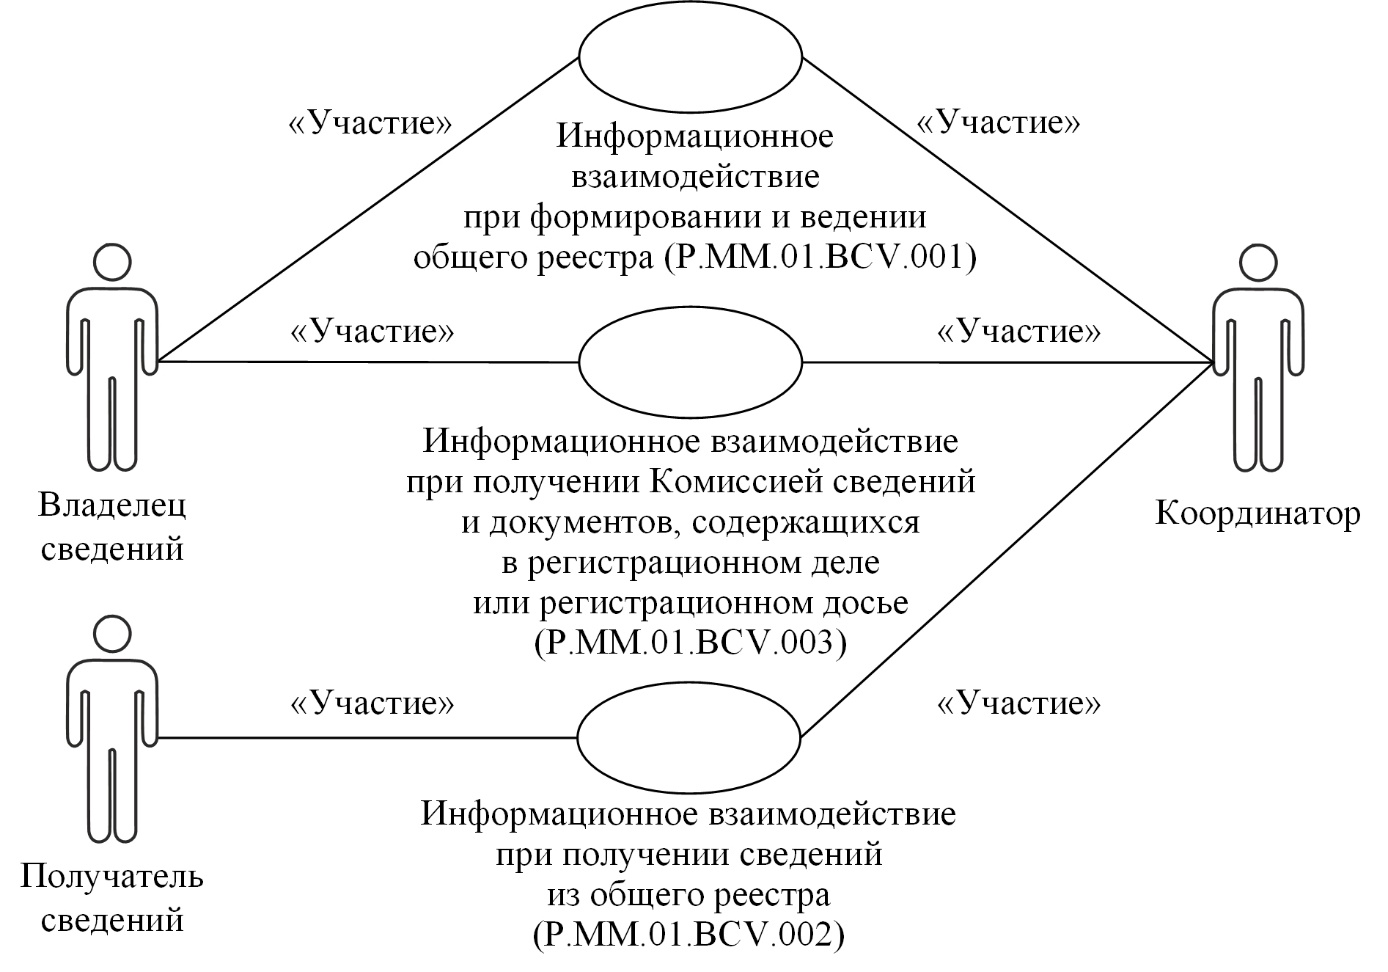 «Участие»
«Участие»
Информационное
взаимодействие
при формировании и ведении
общего реестра (P.MM.01.BCV.001)
«Участие»
«Участие»
Информационное взаимодействие
при получении Комиссией сведений
и документов, содержащихся
в регистрационном деле
или регистрационном досье
(P.MM.01.BCV.003)
Владелец
сведений
Координатор
«Участие»
«Участие»
Информационное взаимодействие
при получении сведений
из общего реестра
(P.MM.01.BCV.002)
Получатель
сведений